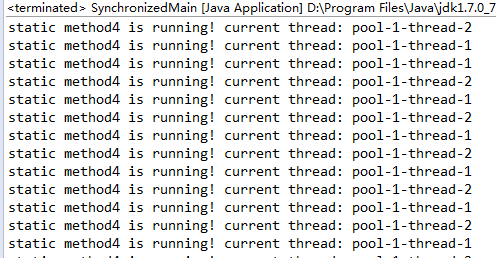 <terminated> SynchronizedMain [Java Application] D:\Program Files\Java\jdk1.7.0_7
static method4 is running! current thread: pool-1-thread-2
static method4 is running! current thread: pool-1-thread-1
static method4 is running! current thread: pool-1-thread-1
static method4 is running! current thread: pool-1-thread-2
static method4 is running! current thread: pool-1-thread-1
static method4 is running! current thread: pool-1-thread-2
static method4 is running! current thread: pool-1-thread-1
static method4 is running! current thread: pool-1-thread-2
static method4 is running! current thread: pool-1-thread-1
static method4 is running! current thread: pool-1-thread-1
static method4 is running! current thread: pool-1-thread-2
static method4 is running! current thread: pool-1-thread-1
static method4 is running! current thread: